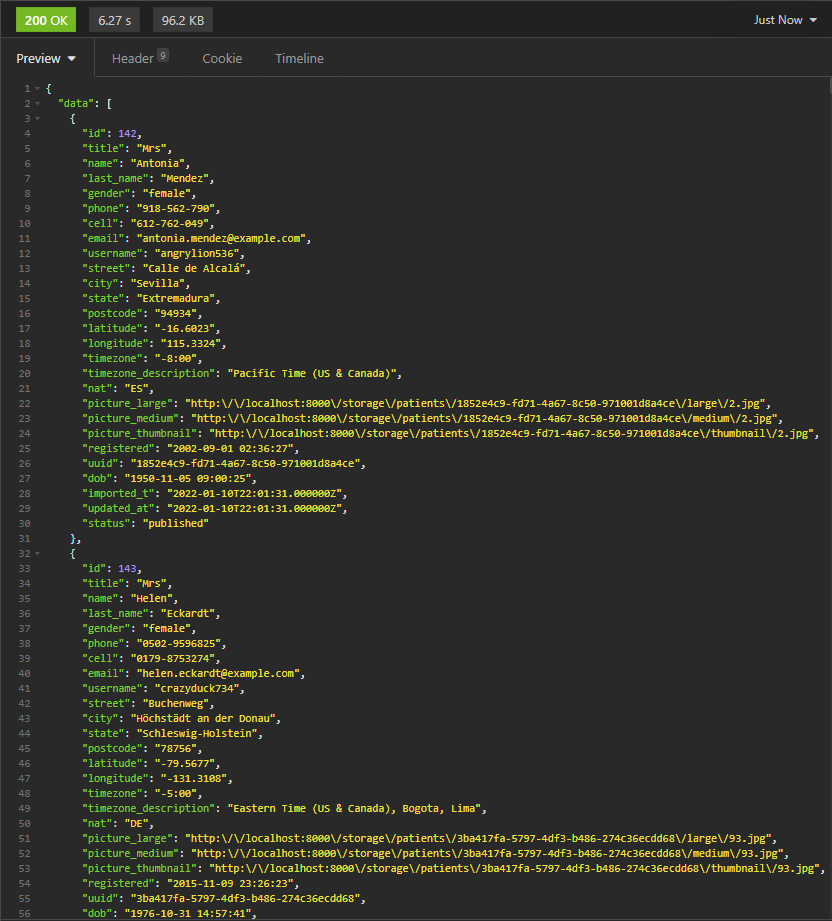 200 OK 6.27 s 96.2 KB Just Now
Preview Header 9 Cookie Timeline
1 {
2 "data": [
3 {
4 "id": 142,
5 "title": "Mrs",
6 "name": "Antonia",
7 "last_name": "Mendez",
8 "gender": "female",
9 "phone": "918-562-790",
10 "cell": "612-762-049",
11 "email": "antonia.mendez@example.com",
12 "username": "angrylion536",
13 "street": "Calle de Alcalá",
14 "city": "Sevilla",
15 "state": "Extremadura",
16 "postcode": "94934",
17 "latitude": "-16.6023",
18 "longitude": "115.3324",
19 "timezone": "-8:00",
20 "timezone_description": "Pacific Time (US & Canada)",
21 "nat": "ES",
22 "picture_large": "http:\/\/localhost:8000\/storage\/patients\/1852e4c9-fd71-4a67-8c50-971001d8a4ce\/large\/2.jpg",
23 "picture_medium": "http:\/\/localhost:8000\/storage\/patients\/1852e4c9-fd71-4a67-8c50-971001d8a4ce\/medium\/2.jpg",
24 "picture_thumbnail": "http:\/\/localhost:8000\/storage\/patients\/1852e4c9-fd71-4a67-8c50-971001d8a4ce\/thumbnail\/2.jpg",
25 "registered": "2002-09-01 02:36:27",
26 "uuid": "1852e4c9-fd71-4a67-8c50-971001d8a4ce",
27 "dob": "1950-11-05 09:00:25",
28 "imported_t": "2022-01-10T22:01:31.000000Z",
29 "updated_at": "2022-01-10T22:01:31.000000Z",
30 "status": "published"
31 },
32 {
33 "id": 143,
34 "title": "Mrs",
35 "name": "Helen",
36 "last_name": "Eckardt",
37 "gender": "female",
38 "phone": "0502-9596825",
39 "cell": "0179-8753274",
40 "email": "helen.eckardt@example.com",
41 "username": "crazyduck734",
42 "street": "Buchenweg",
43 "city": "Höchstädt an der Donau",
44 "state": "Schleswig-Holstein",
45 "postcode": "78756",
46 "latitude": "-79.5677",
47 "longitude": "-131.3108",
48 "timezone": "-5:00",
49 "timezone_description": "Eastern Time (US & Canada), Bogota, Lima",
50 "nat": "DE",
51 "picture_large": "http:\/\/localhost:8000\/storage\/patients\/3ba417fa-5797-4df3-b486-274c36ecdd68\/large\/93.jpg",
52 "picture_medium": "http:\/\/localhost:8000\/storage\/patients\/3ba417fa-5797-4df3-b486-274c36ecdd68\/medium\/93.jpg",
53 "picture_thumbnail": "http:\/\/localhost:8000\/storage\/patients\/3ba417fa-5797-4df3-b486-274c36ecdd68\/thumbnail\/93.jpg",
54 "registered": "2015-11-09 23:26:23",
55 "uuid": "3ba417fa-5797-4df3-b486-274c36ecdd68",
56 "dob": "1976-10-31 14:57:41",